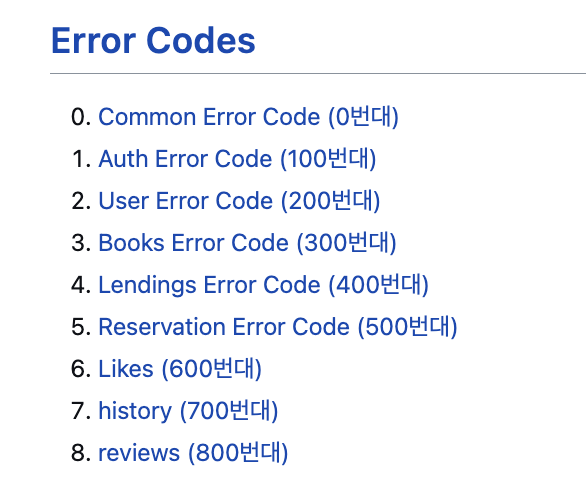 Error Codes
0. Common Error Code (0번대)
1. Auth Error Code (100번대)
2. User Error Code (200번대)
3. Books Error Code (300번대)
4. Lendings Error Code (400번대)
5. Reservation Error Code (500번대)
6. Likes (600번대)
7. history (700번대)
8. reviews (800번대)